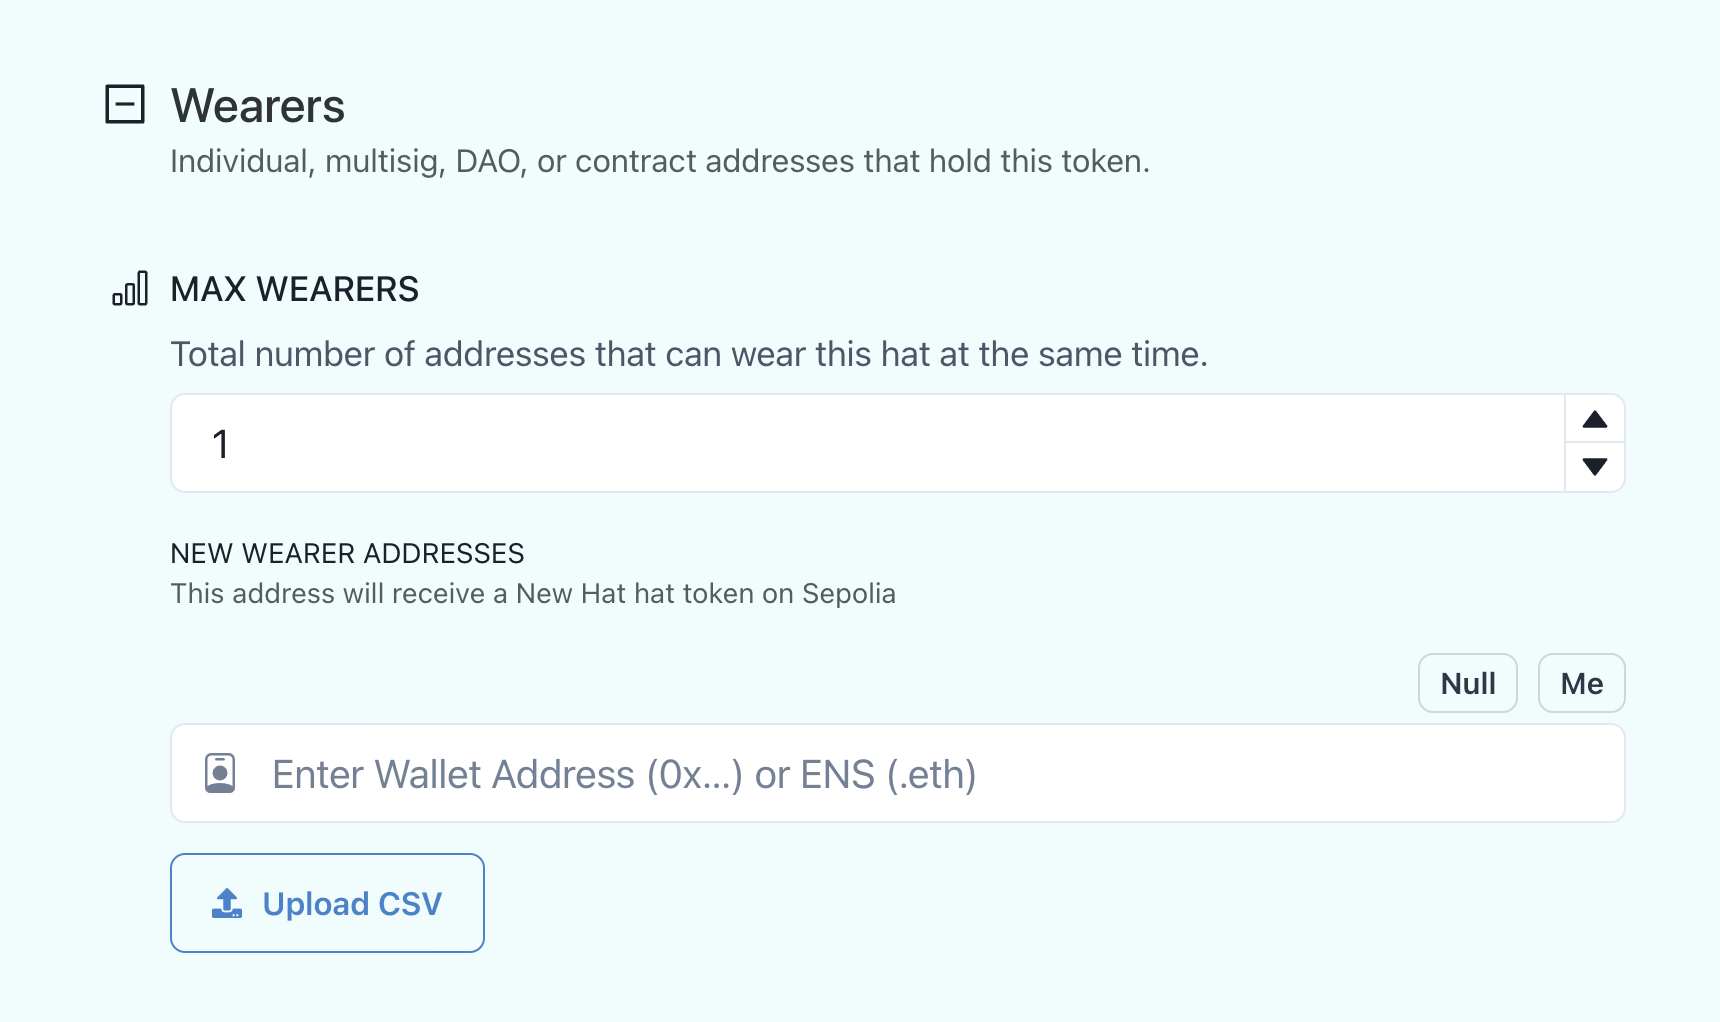 Wearers
Individual, multisig, DAO, or contract addresses that hold this token.
MAX WEARERS
Total number of addresses that can wear this hat at the same time.
1
NEW WEARER ADDRESSES
This address will receive a New Hat hat token on Sepolia
Null Me
Enter Wallet Address (0x...) or ENS (.eth)
Upload CSV